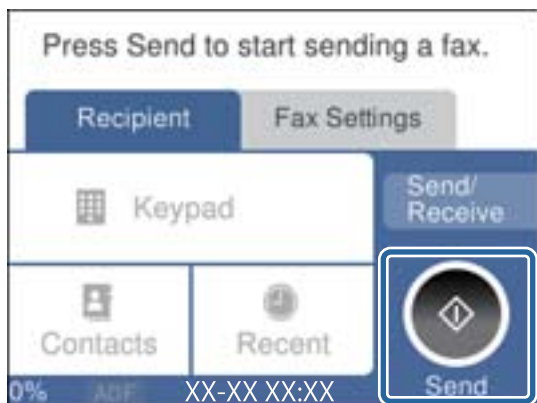 Press Send to start sending a fax.
Recipient
Fax Settings
Keypad
Send/
Receive
Contacts
Recent
0%
ADF
XX-XX XX:XX
Send